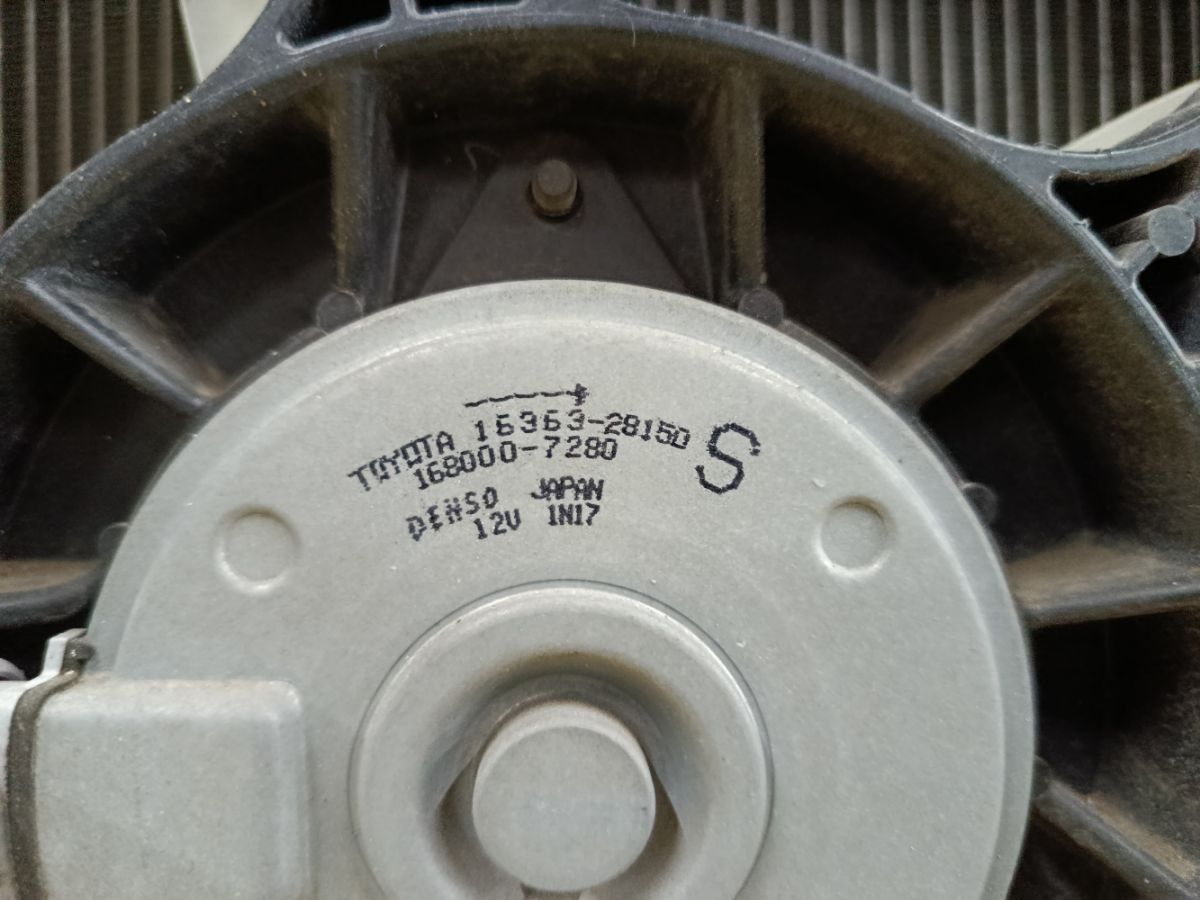 TOYOTA 16363-28150 S
168000-7280
DENSO JAPAN
12V 1N17